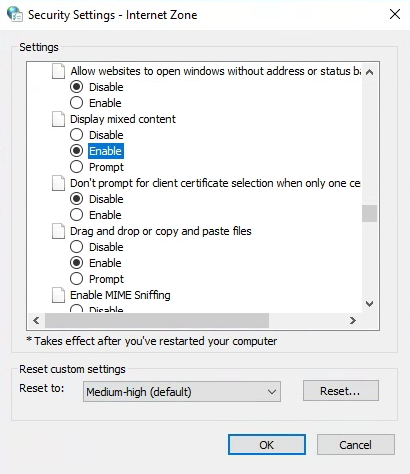 Security Settings - Internet Zone
Settings
Allow websites to open windows without address or status ba
Disable
Enable
Display mixed content
Disable
Enable
Prompt
Don't prompt for client certificate selection when only one ce
Disable
Enable
Drag and drop or copy and paste files
Disable
Enable
Prompt
Enable MIME Sniffing
Disable
* Takes effect after you've restarted your computer
Reset custom settings
Reset to:
Medium-high (default)
Reset...
OK
Cancel